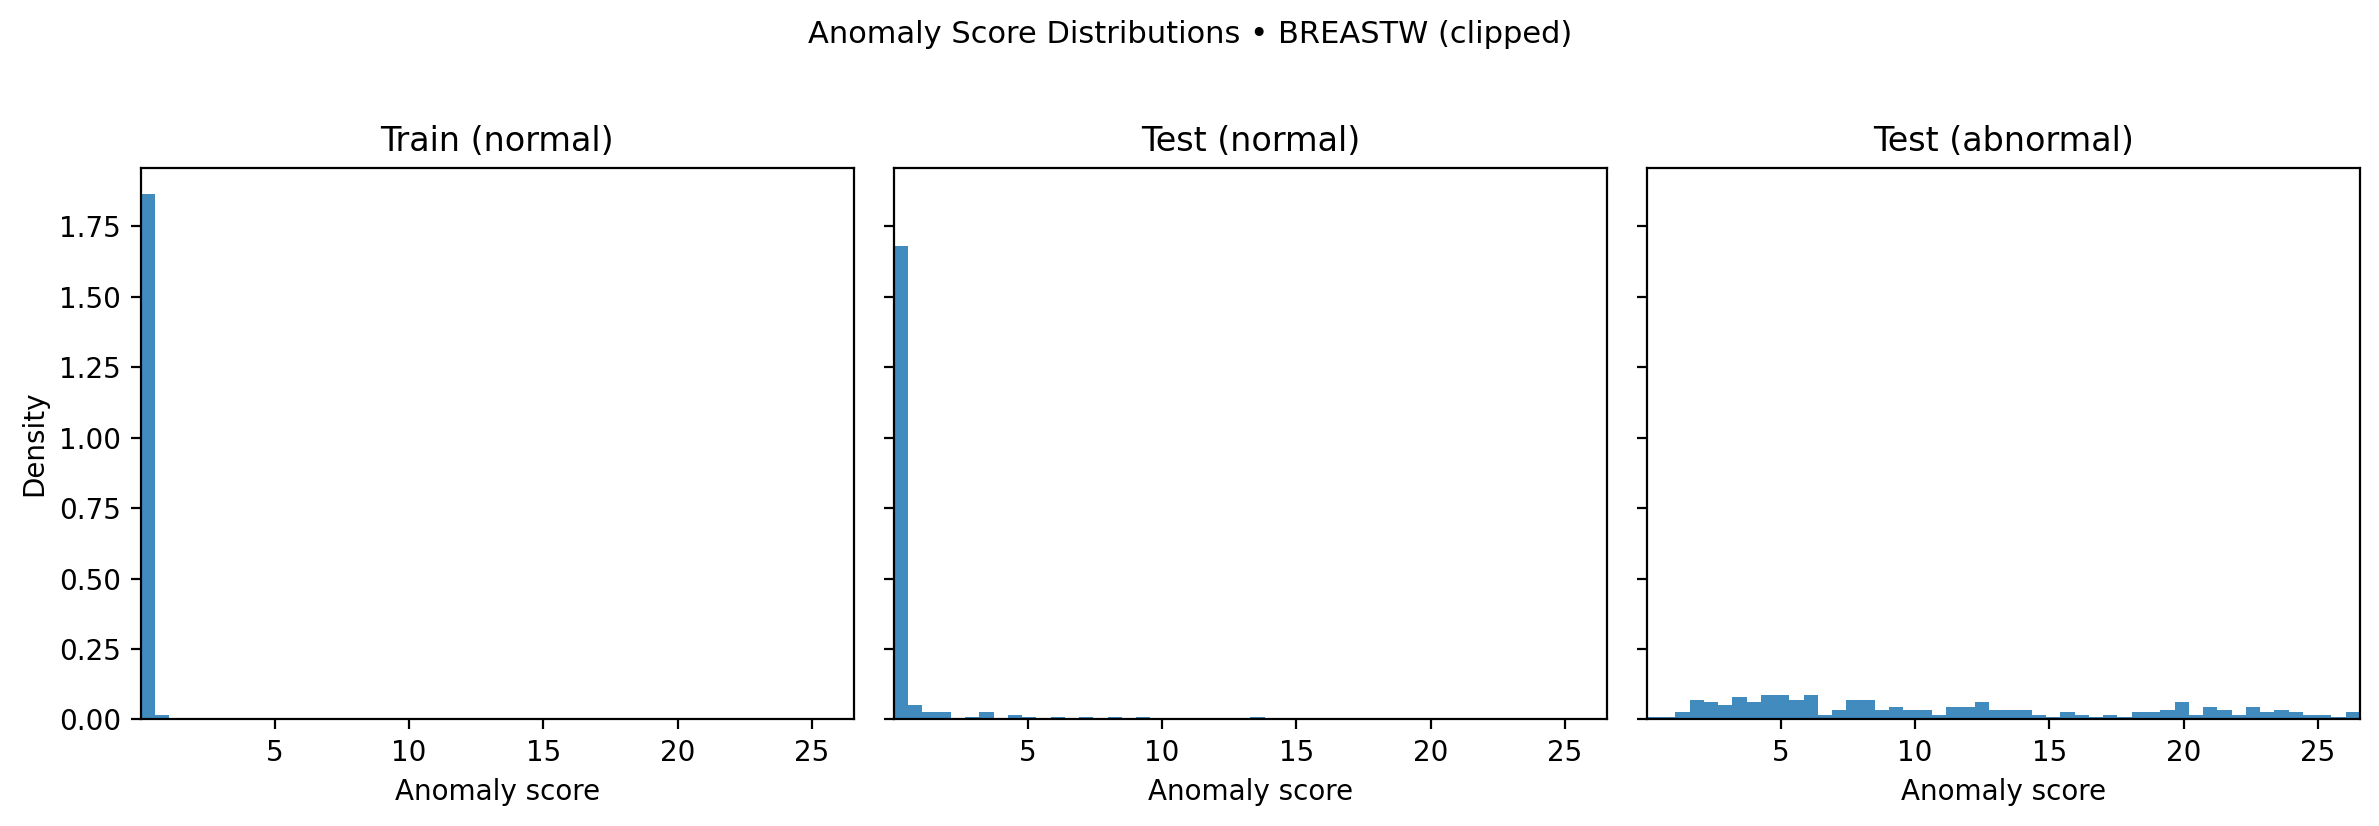 Anomaly Score Distributions • BREASTW (clipped)
Train (normal)
Test (normal)
Test (abnormal)
Density
1.75
1.50
1.25
1.00
0.75
0.50
0.25
0.00
5 10 15 20 25
5 10 15 20 25
5 10 15 20 25
Anomaly score
Anomaly score
Anomaly score